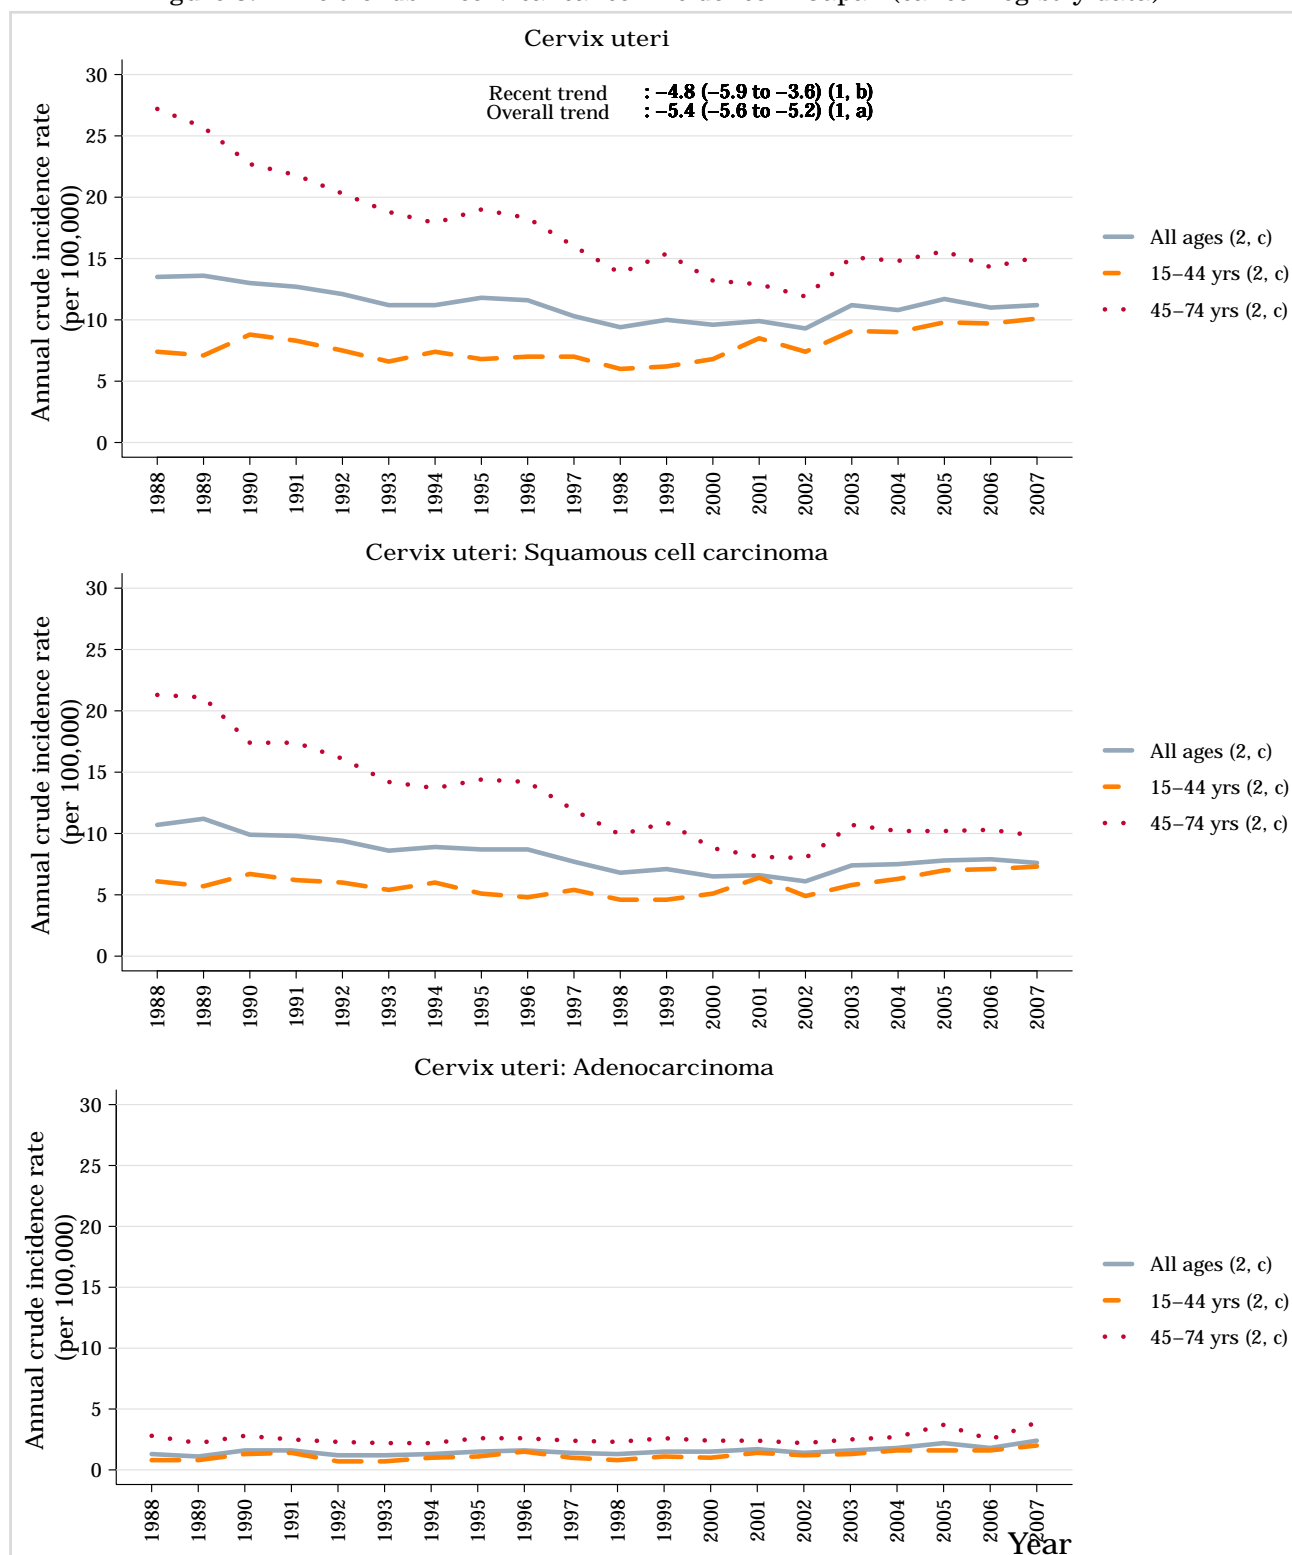 Cervix uteri
Recent trend : −4.8 (−5.9 to −3.6) (1, b)
Overall trend : −5.4 (−5.6 to −5.2) (1, a)
Annual crude incidence rate
(per 100,000)
30
25
20
15
10
5
0
1988 1989 1990 1991 1992 1993 1994 1995 1996 1997 1998 1999 2000 2001 2002 2003 2004 2005 2006 2007
All ages (2, c)
15−44 yrs (2, c)
45−74 yrs (2, c)
Cervix uteri: Squamous cell carcinoma
Annual crude incidence rate
(per 100,000)
30
25
20
15
10
5
0
1988 1989 1990 1991 1992 1993 1994 1995 1996 1997 1998 1999 2000 2001 2002 2003 2004 2005 2006 2007
All ages (2, c)
15−44 yrs (2, c)
45−74 yrs (2, c)
Cervix uteri: Adenocarcinoma
Annual crude incidence rate
(per 100,000)
30
25
20
15
10
5
0
1988 1989 1990 1991 1992 1993 1994 1995 1996 1997 1998 1999 2000 2001 2002 2003 2004 2005 2006 2007
Year
All ages (2, c)
15−44 yrs (2, c)
45−74 yrs (2, c)